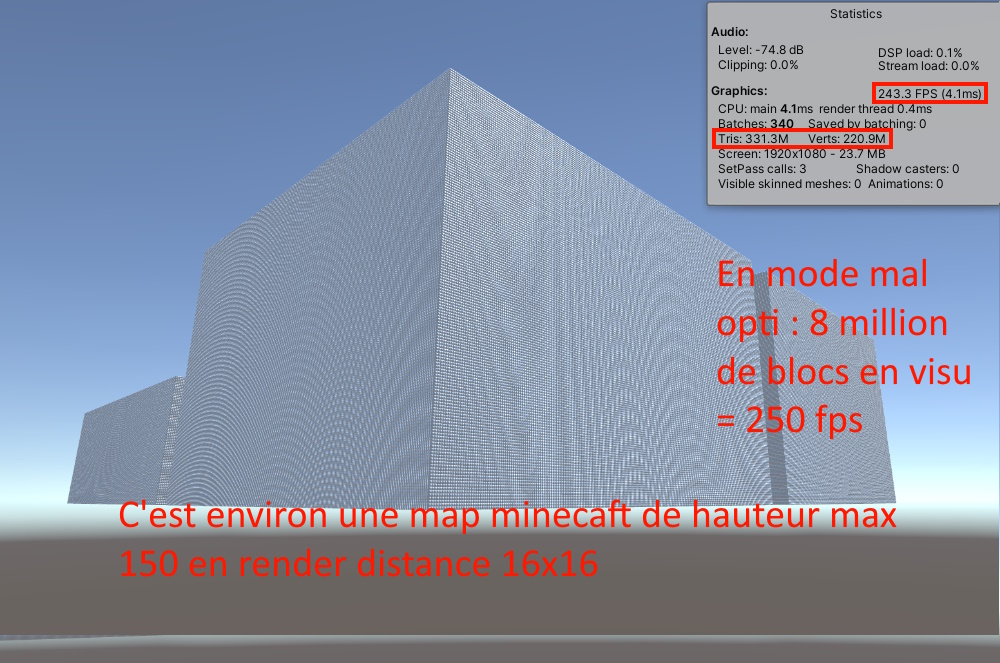 Statistics
Audio:
Level: -74.8 dB DSP load: 0.1%
Clipping: 0.0% Stream load: 0.0%
Graphics: 243.3 FPS (4.1ms)
CPU: main 4.1ms render thread 0.4ms
Batches: 340 Saved by batching: 0
Tris: 331.3M Verts: 220.9M
Screen: 1920x1080 - 23.7 MB
SetPass calls: 3 Shadow casters: 0
Visible skinned meshes: 0 Animations: 0
En mode mal
opti : 8 million
de blocs en visu
= 250 fps
C'est environ une map minecaft de hauteur max
150 en render distance 16x16